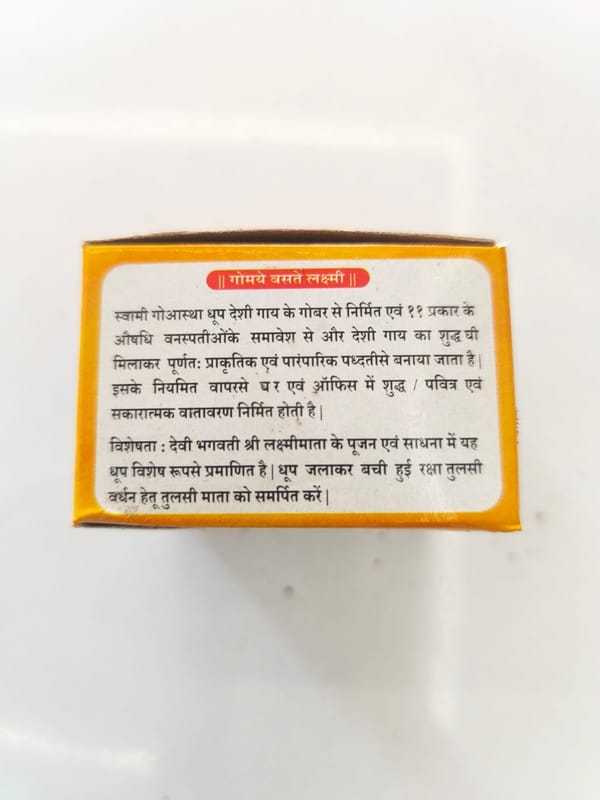 || गोमये वसते लक्ष्मी ||
स्वामी गोआस्था धूप देशी गाय के गोबर से निर्मित एवं ११ प्रकार के
औषधि वनस्पतीओंके समावेश से और देशी गाय का शुद्ध घी
मिलाकर पूर्णतः प्राकृतिक एवं पारंपारिक पध्दतीसे बनाया जाता है |
इसके नियमित वापरसे घर एवं ऑफिस में शुद्ध / पवित्र एवं
सकारात्मक वातावरण निर्मित होती है |
विशेषता : देवी भगवती श्री लक्ष्मीमाता के पूजन एवं साधना में यह
धूप विशेष रूपसे प्रमाणित है | धूप जलाकर बची हुई रक्षा तुलसी
वर्धन हेतू तुलसी माता को समर्पित करें |